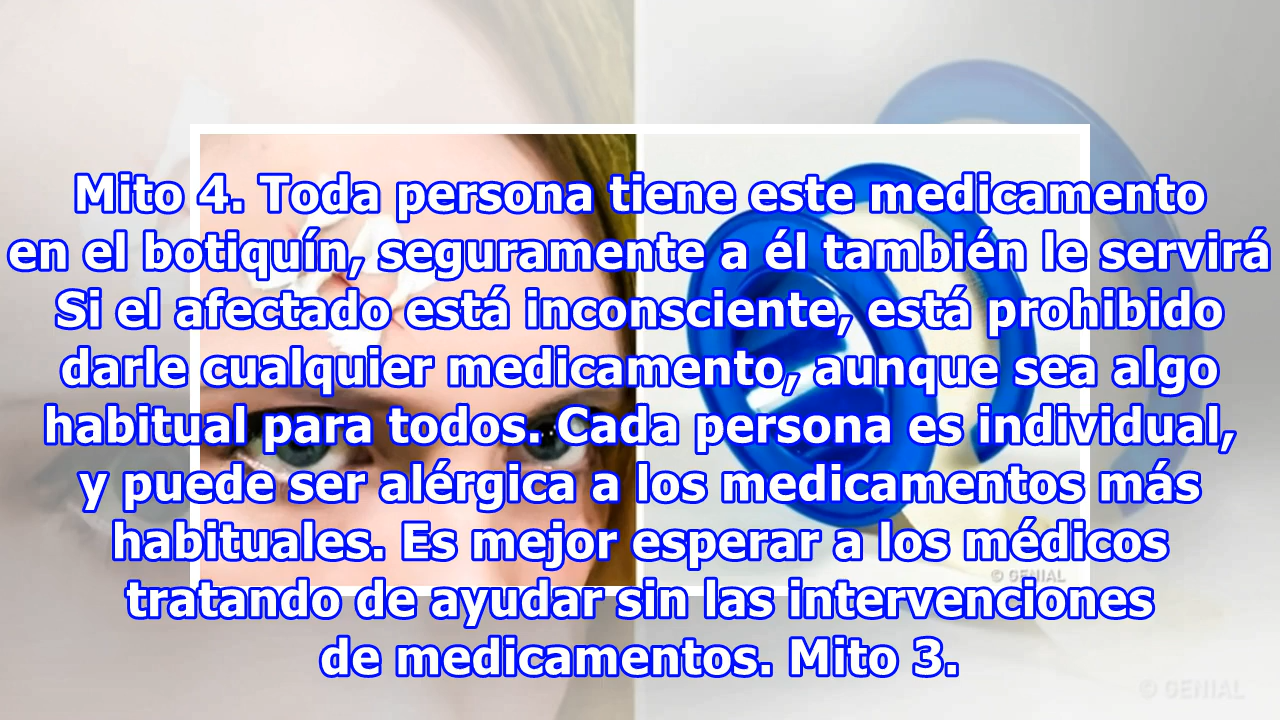 Mito 4. Toda persona tiene este medicamento
en el botiquín, seguramente a él también le servirá
Si el afectado está inconsciente, está prohibido
darle cualquier medicamento, aunque sea algo
habitual para todos. Cada persona es individual,
y puede ser alérgica a los medicamentos más
habituales. Es mejor esperar a los médicos
tratando de ayudar sin las intervenciones
de medicamentos. Mito 3.
© GENIAL
© GENIAL